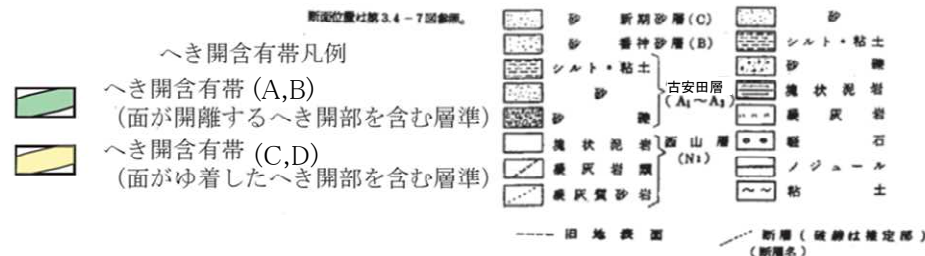 断面位置は第3.4-7図参照。
へき開含有帯凡例
へき開含有帯 (A,B)
(面が開離するへき開部を含む層準)
へき開含有帯 (C,D)
(面がゆ着したへき開部を含む層準)
砂 新期砂層(C)
砂 番神砂層(B)
シルト・粘土
砂
砂 礫
古安田層
(A₁~A₃)
塊状泥岩
凝灰岩類
凝灰質砂岩
西山層
(N₂)
砂
シルト・粘土
砂 礫
塊状泥岩
凝 灰 岩
軽 石
ノジュール
粘 土
旧地表面
断層(破線は推定部)
(断層名)